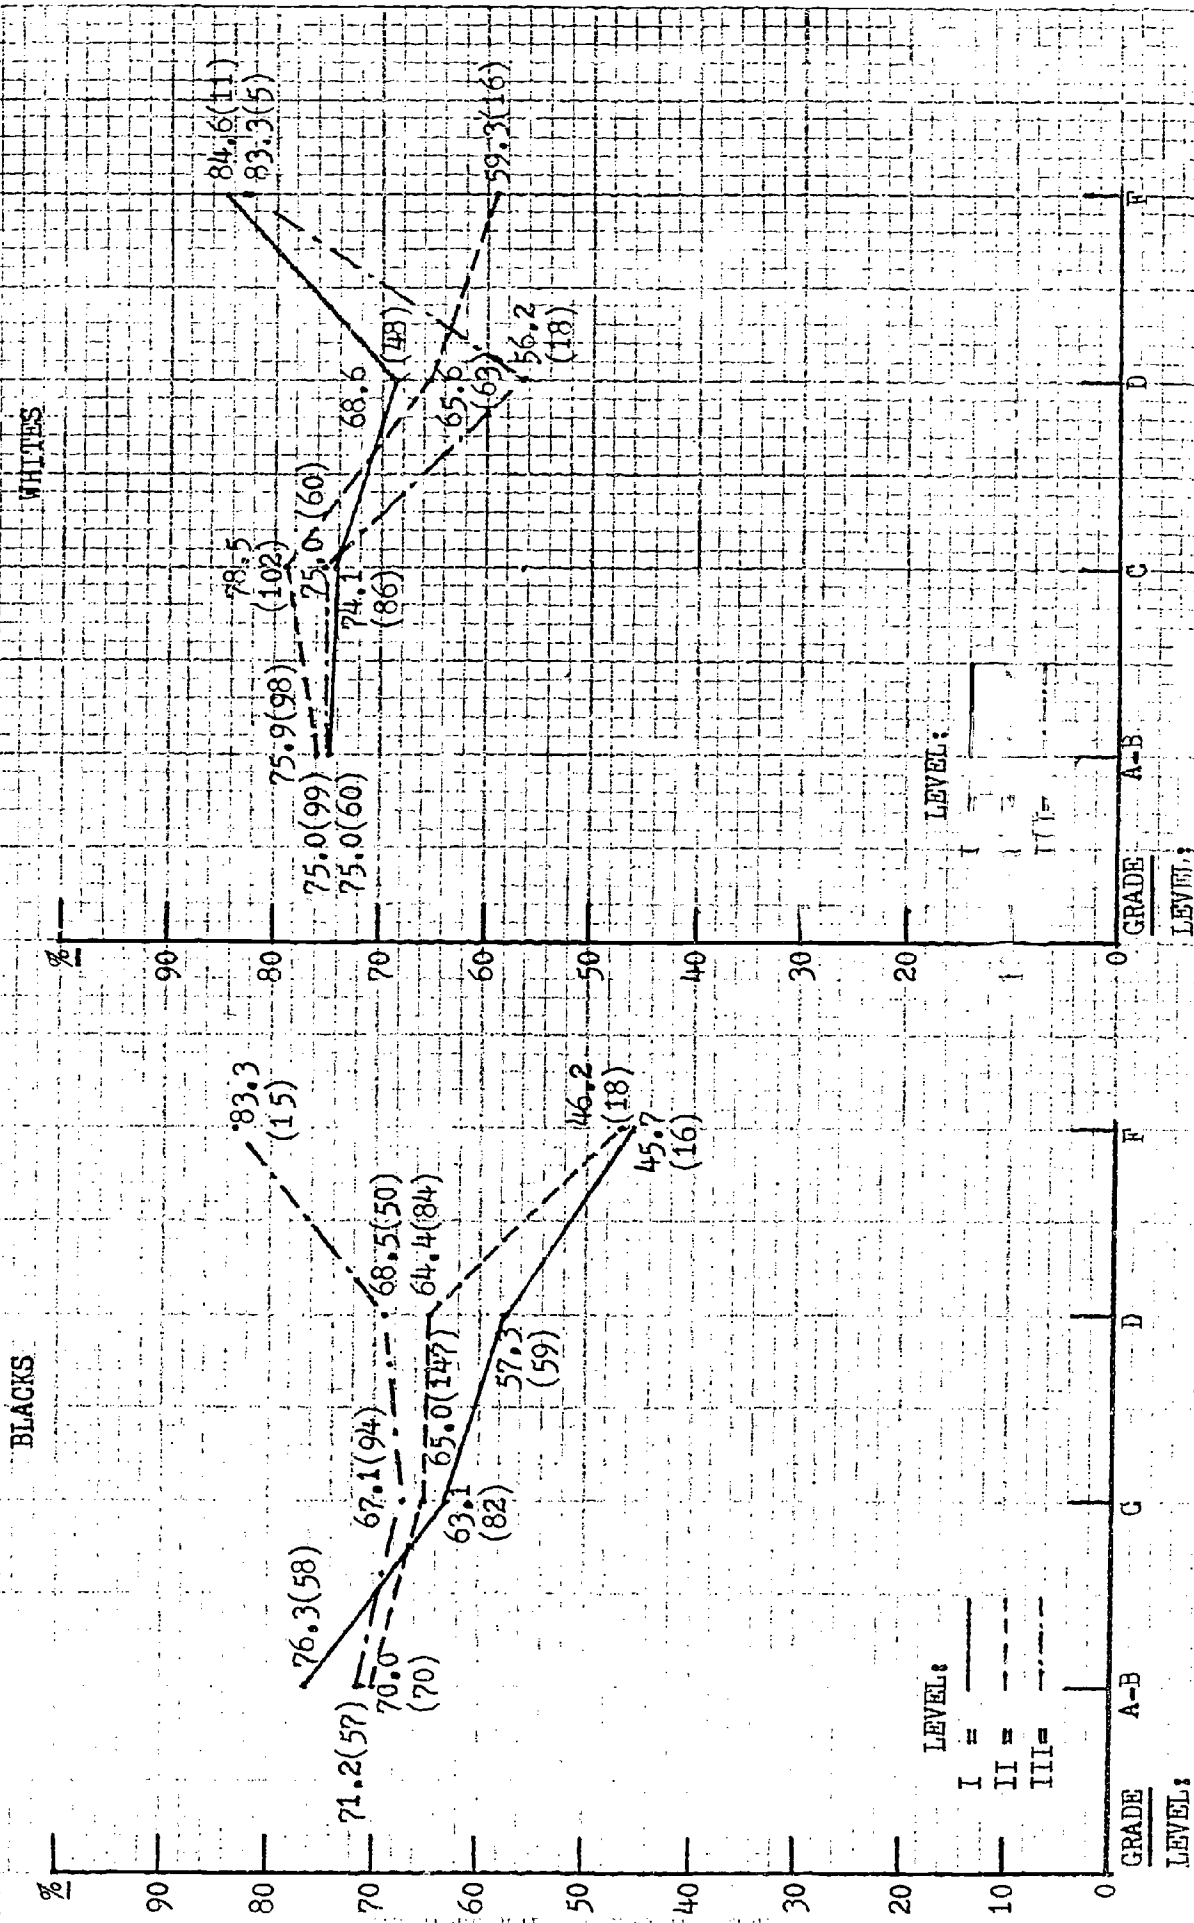 BLACKS
%
90
80
70
60
50
40
30
20
10
0
76.3(58)
71.2(57)
70.0
(70)
67.1(94)
65.0(147)
63.1
(82)
68.5(50)
64.4(84)
57.3
(59)
83.3
(15)
46.2
(18)
45.7
(16)
LEVEL:
I =
II =
III=
GRADE
LEVEL:
A-B
C
D
F
WHITES
%
90
80
70
60
50
40
30
20
0
75.9(98)
75.0(99)
75.0(60)
78.5
(102)
75.0 (60)
74.1
(86)
68.6
(48)
65.6
(63)
56.2
(18)
84.6(11)
83.3(5)
59.3(16)
LEVEL:
I =
GRADE
LEVEL:
A-B
C
D
F